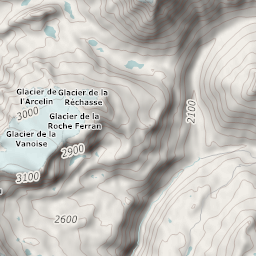 Glacier de
l'Arcelin
Glacier de la
Réchasse
3000
Glacier de la
Roche Ferran
2100
Glacier de la
Vanoise
2900
3100
2600